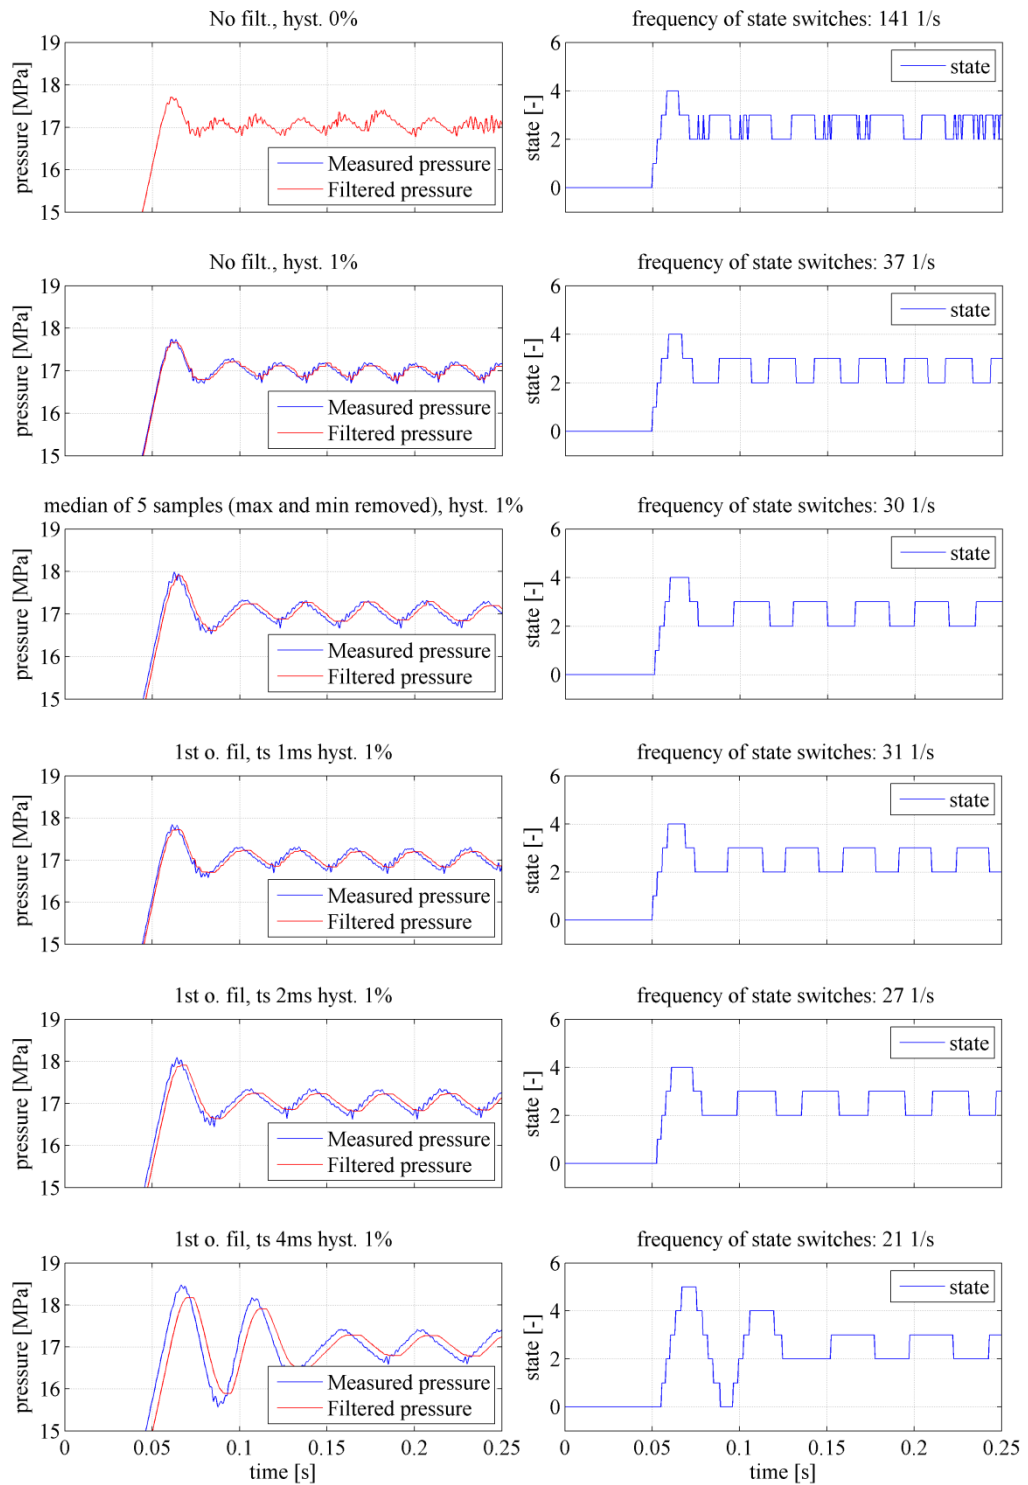 No filt., hyst. 0%
frequency of state switches: 141 1/s
19
18
17
16
15
pressure [MPa]
Measured pressure
Filtered pressure
6
4
2
0
state [-]
state
No filt., hyst. 1%
frequency of state switches: 37 1/s
19
18
17
16
15
pressure [MPa]
Measured pressure
Filtered pressure
6
4
2
0
state [-]
state
median of 5 samples (max and min removed), hyst. 1%
frequency of state switches: 30 1/s
19
18
17
16
15
pressure [MPa]
Measured pressure
Filtered pressure
6
4
2
0
state [-]
state
1st o. fil, ts 1ms hyst. 1%
frequency of state switches: 31 1/s
19
18
17
16
15
pressure [MPa]
Measured pressure
Filtered pressure
6
4
2
0
state [-]
state
1st o. fil, ts 2ms hyst. 1%
frequency of state switches: 27 1/s
19
18
17
16
15
pressure [MPa]
Measured pressure
Filtered pressure
6
4
2
0
state [-]
state
1st o. fil, ts 4ms hyst. 1%
frequency of state switches: 21 1/s
19
18
17
16
15
pressure [MPa]
Measured pressure
Filtered pressure
0 0.05 0.1 0.15 0.2 0.25
time [s]
6
4
2
0
state [-]
state
0 0.05 0.1 0.15 0.2 0.25
time [s]